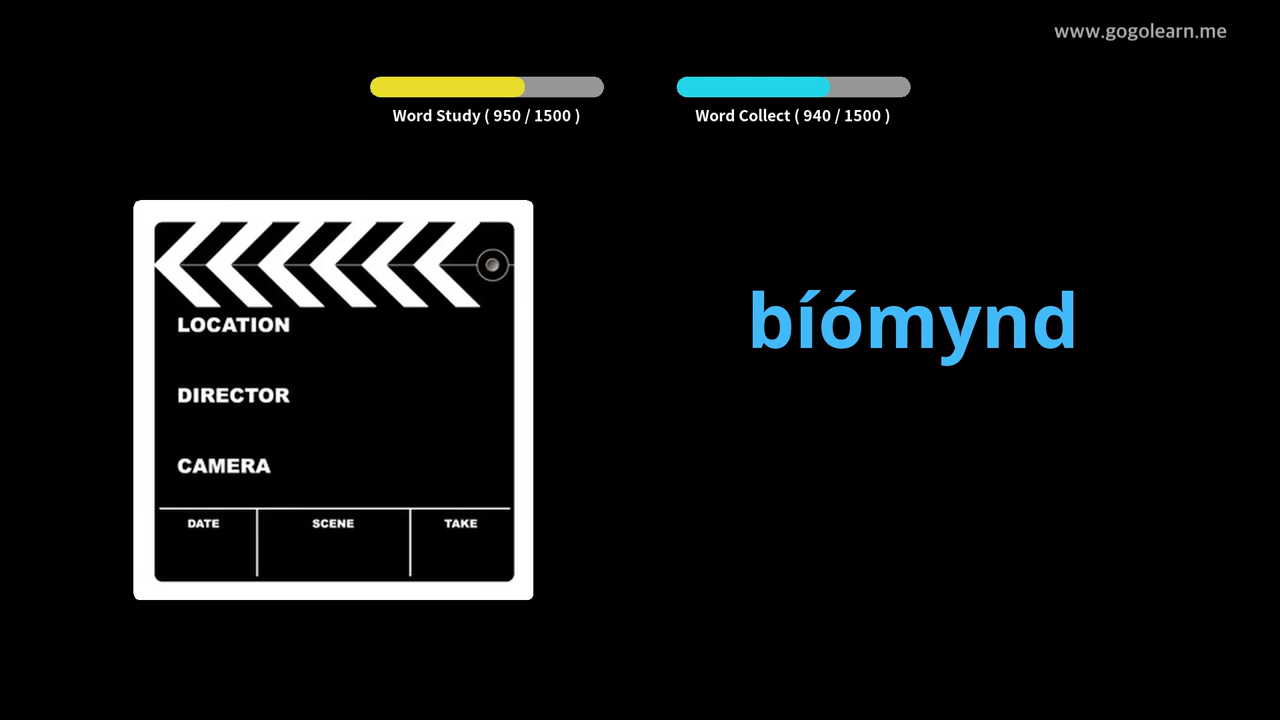 www.gogolearn.me
Word Study ( 950 / 1500 )
Word Collect ( 940 / 1500 )
LOCATION
DIRECTOR
CAMERA
DATE
SCENE
TAKE
bíómynd